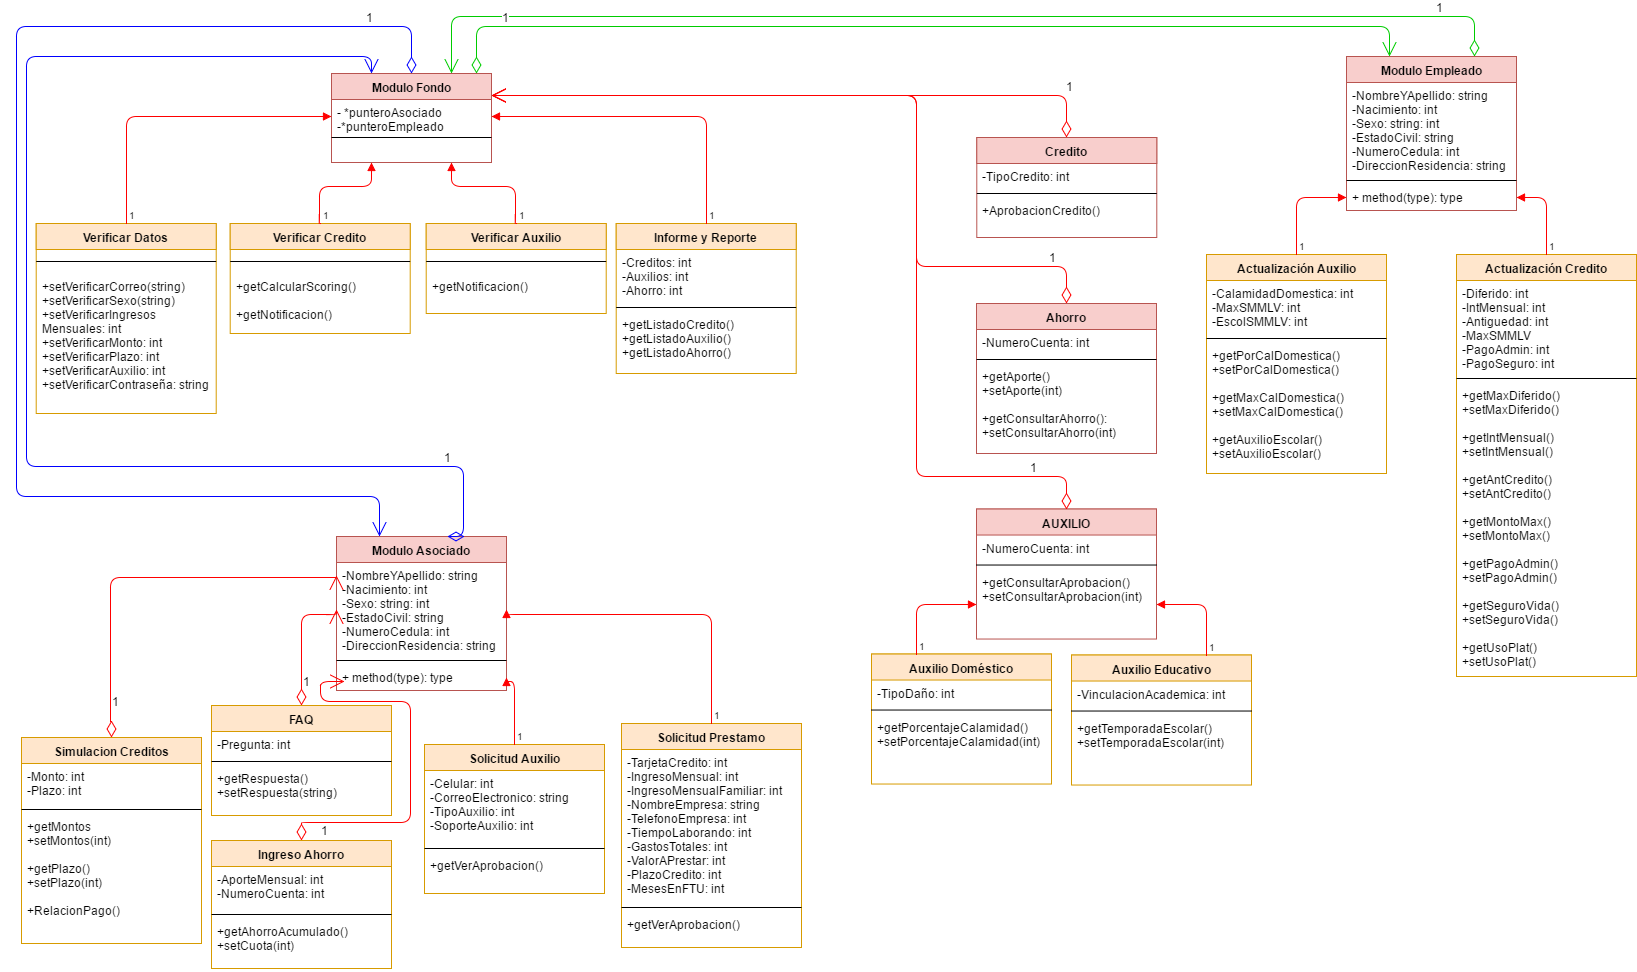 1
1
1
Modulo Fondo
- *punteroAsociado
-*punteroEmpleado
Modulo Empleado
-NombreYApellido: string
-Nacimiento: int
-Sexo: string: int
-EstadoCivil: string
-NumeroCedula: int
-DireccionResidencia: string
+ method(type): type
1
Credito
-TipoCredito: int
+AprobacionCredito()
1
Verificar Datos
+setVerificarCorreo(string)
+setVerificarSexo(string)
+setVerificarIngresos
Mensuales: int
+setVerificarMonto: int
+setVerificarPlazo: int
+setVerificarAuxilio: int
+setVerificarContraseña: string
1
Verificar Credito
+getCalcularScoring()
+getNotificacion()
1
Verificar Auxilio
+getNotificacion()
1
Informe y Reporte
-Creditos: int
-Auxilios: int
-Ahorro: int
+getListadoCredito()
+getListadoAuxilio()
+getListadoAhorro()
1
Ahorro
-NumeroCuenta: int
+getAporte()
+setAporte(int)
+getConsultarAhorro():
+setConsultarAhorro(int)
1
Actualización Auxilio
-CalamidadDomestica: int
-MaxSMMLV: int
-EscolSMMLV: int
+getPorCalDomestica()
+setPorCalDomestica()
+getMaxCalDomestica()
+setMaxCalDomestica()
+getAuxilioEscolar()
+setAuxilioEscolar()
1
Actualización Credito
-Diferido: int
-IntMensual: int
-Antiguedad: int
-MaxSMMLV
-PagoAdmin: int
-PagoSeguro: int
+getMaxDiferido()
+setMaxDiferido()
+getIntMensual()
+setIntMensual()
+getAntCredito()
+setAntCredito()
+getMontoMax()
+setMontoMax()
+getPagoAdmin()
+setPagoAdmin()
+getSeguroVida()
+setSeguroVida()
+getUsoPlat()
+setUsoPlat()
1
1
AUXILIO
-NumeroCuenta: int
+getConsultarAprobacion()
+setConsultarAprobacion(int)
Modulo Asociado
-NombreYApellido: string
-Nacimiento: int
-Sexo: string: int
-EstadoCivil: string
-NumeroCedula: int
-DireccionResidencia: string
+ method(type): type
1
Auxilio Doméstico
-TipoDaño: int
+getPorcentajeCalamidad()
+setPorcentajeCalamidad(int)
1
Auxilio Educativo
-VinculacionAcademica: int
+getTemporadaEscolar()
+setTemporadaEscolar(int)
1
Simulacion Creditos
-Monto: int
-Plazo: int
+getMontos
+setMontos(int)
+getPlazo()
+setPlazo(int)
+RelacionPago()
1
FAQ
-Pregunta: int
+getRespuesta()
+setRespuesta(string)
1
Ingreso Ahorro
-AporteMensual: int
-NumeroCuenta: int
+getAhorroAcumulado()
+setCuota(int)
1
Solicitud Auxilio
-Celular: int
-CorreoElectronico: string
-TipoAuxilio: int
-SoporteAuxilio: int
+getVerAprobacion()
1
Solicitud Prestamo
-TarjetaCredito: int
-IngresoMensual: int
-IngresoMensualFamiliar: int
-NombreEmpresa: string
-TelefonoEmpresa: int
-TiempoLaborando: int
-GastosTotales: int
-ValorAPrestar: int
-PlazoCredito: int
-MesesEnFTU: int
+getVerAprobacion()